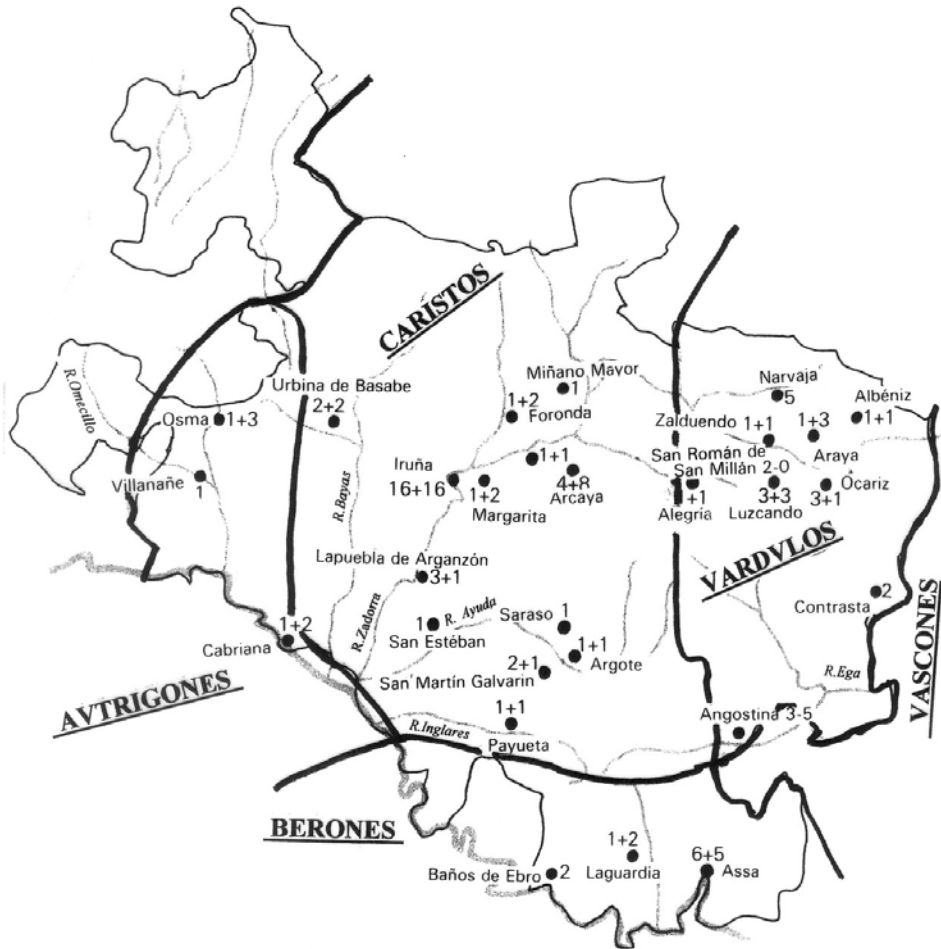 CARÍSTOS
Miñano Mayor
1
Narvaja
5
Albéniz
1+1
Urbina de Basabe
2+2
1+2
Foronda
R.Omecillo
Osma
1+3
Zalduendo
1+1
1+3
Araya
Villanañe
1
R.Bayas
Iruña
16+16
1+2
Margarita
1+1
4+8
Arcaya
San Román de
San Millán 2-0
+1
Alegría
3+3
Luzcando
3+1
Ócariz
Lapuebla de Arganzón
3+1
VARDVLOS
2
Contrasta
R.Zadorra
1
San Estéban
R. Ayuda
Saraso
1
1+1
Argote
1+2
Cabriana
2+1
San Martín Galvarin
R.Ega
VASCONES
AVTRIGONES
1+1
Payueta
R.Inglares
Angostina 3-5
BERONES
Baños de Ebro
2
1+2
Laguardia
6+5
Assa